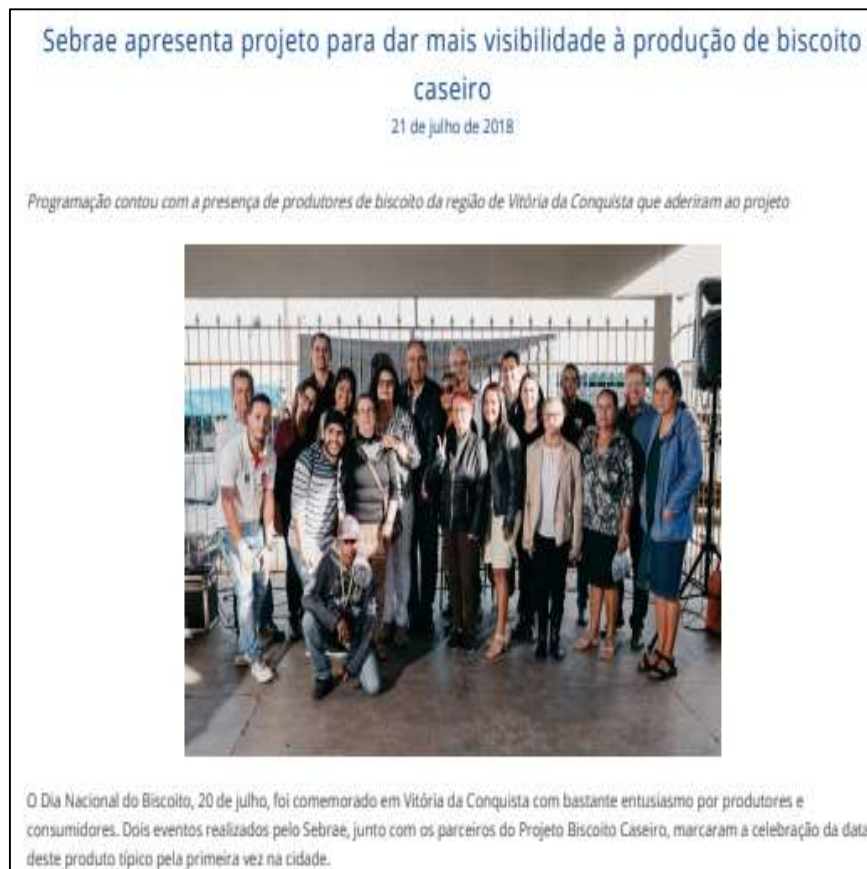 Sebrae apresenta projeto para dar mais visibilidade à produção de biscoito
caseiro
21 de julho de 2018
Programação contou com a presença de produtores de biscoito da região de Vitória da Conquista que aderiram ao projeto
O Dia Nacional do Biscoito, 20 de julho, foi comemorado em Vitória da Conquista com bastante entusiasmo por produtores e
consumidores. Dois eventos realizados pelo Sebrae, junto com os parceiros do Projeto Biscoito Caseiro, marcaram a celebração da data
deste produto típico pela primeira vez na cidade.